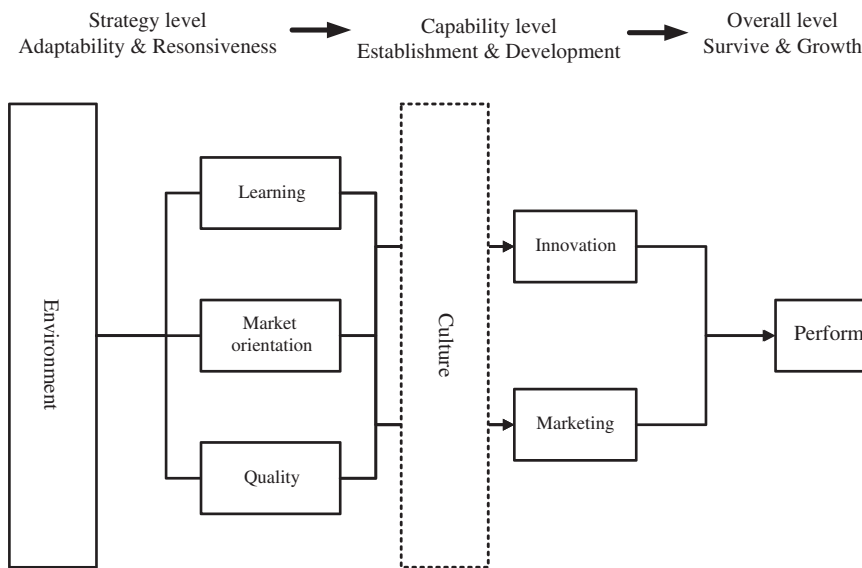 Strategy level
Adaptability & Resonsiveness
Capability level
Establishment & Development
Overall level
Survive & Growth
Environment
Learning
Market
orientation
Quality
Culture
Innovation
Marketing
Perform